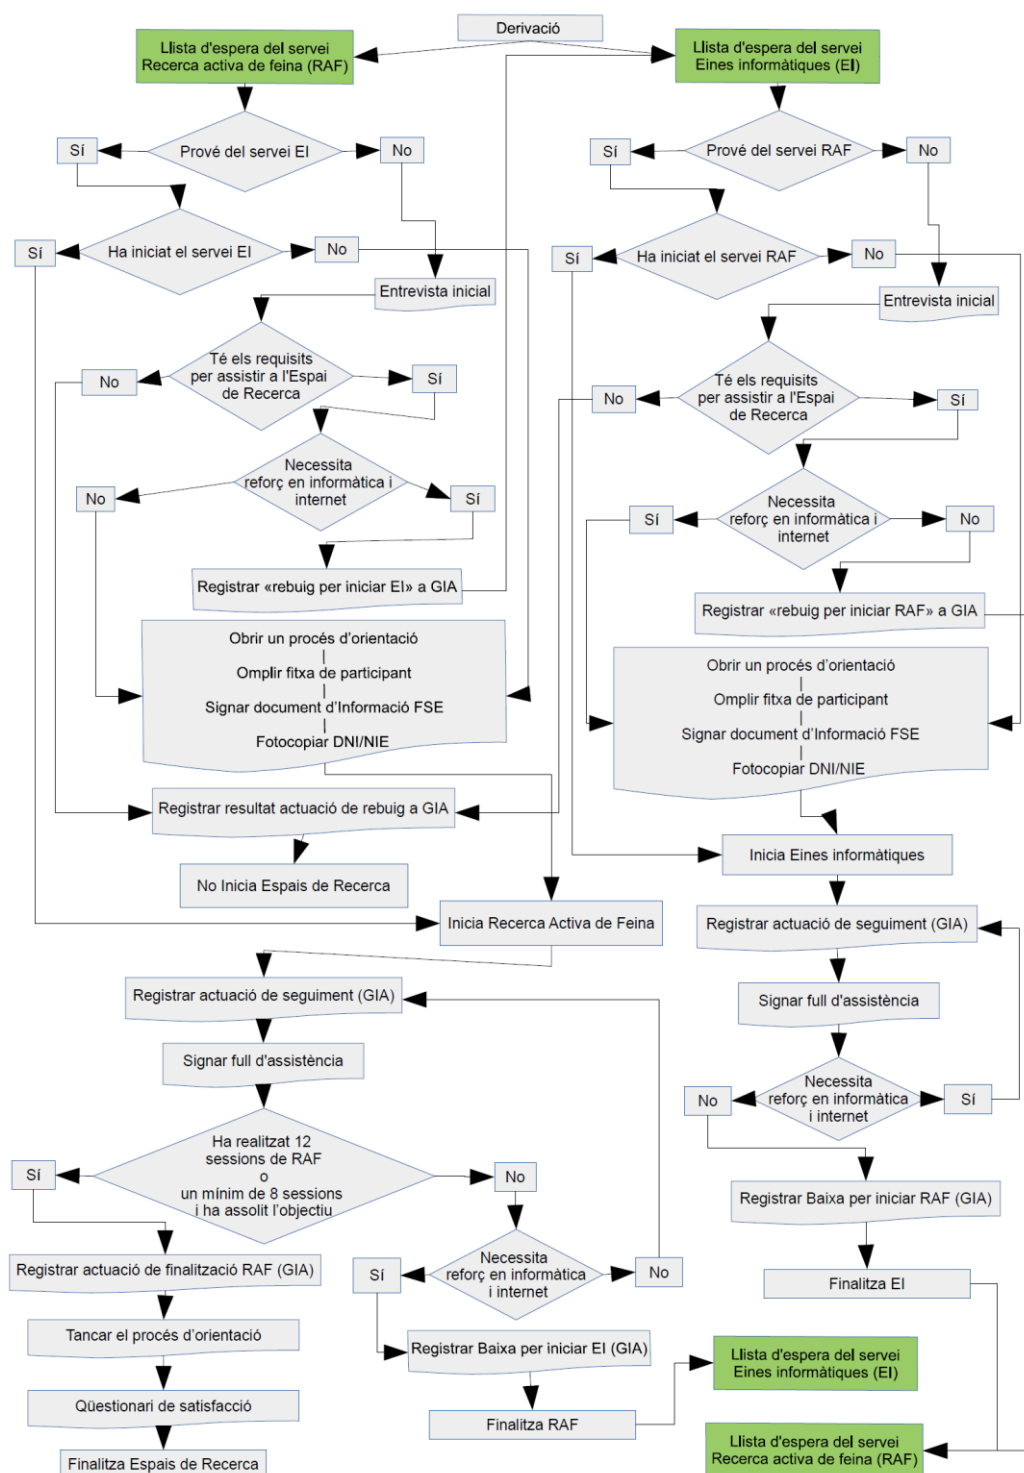 Derivació
Llista d'espera del servei
Recerca activa de feina (RAF)
Llista d'espera del servei
Eines informàtiques (EI)
Sí
Prové del servei EI
No
Sí
Prové del servei RAF
No
Sí
Ha iniciat el servei EI
No
Sí
Ha iniciat el servei RAF
No
Entrevista inicial
Entrevista inicial
No
Té els requisits
per assistir a l'Espai
de Recerca
Sí
No
Té els requisits
per assistir a l'Espai
de Recerca
Sí
No
Necessita
reforç en informàtica i
internet
Sí
Sí
Necessita
reforç en informàtica i
internet
No
Registrar «rebuig per iniciar EI» a GIA
Registrar «rebuig per iniciar RAF» a GIA
Obrir un procés d'orientació
Omplir fitxa de participant
Signar document d'Informació FSE
Fotocopiar DNI/NIE
Obrir un procés d'orientació
Omplir fitxa de participant
Signar document d'Informació FSE
Fotocopiar DNI/NIE
Registrar resultat actuació de rebuig a GIA
No Inicia Espais de Recerca
Inicia Eines informàtiques
Inicia Recerca Activa de Feina
Registrar actuació de seguiment (GIA)
Signar full d'assistència
Registrar actuació de seguiment (GIA)
Signar full d'assistència
No
Necessita
reforç en informàtica
i internet
Sí
Sí
Ha realitzat 12
sessions de RAF
o
un mínim de 8 sessions
i ha assolit l'objectiu
No
Registrar Baixa per iniciar RAF (GIA)
Registrar actuació de finalització RAF (GIA)
Sí
Necessita
reforç en informàtica
i internet
No
Finalitza EI
Tancar el procés d'orientació
Registrar Baixa per iniciar EI (GIA)
Llista d'espera del servei
Eines informàtiques (EI)
Qüestionari de satisfacció
Finalitza RAF
Finalitza Espais de Recerca
Llista d'espera del servei
Recerca activa de feina (RAF)